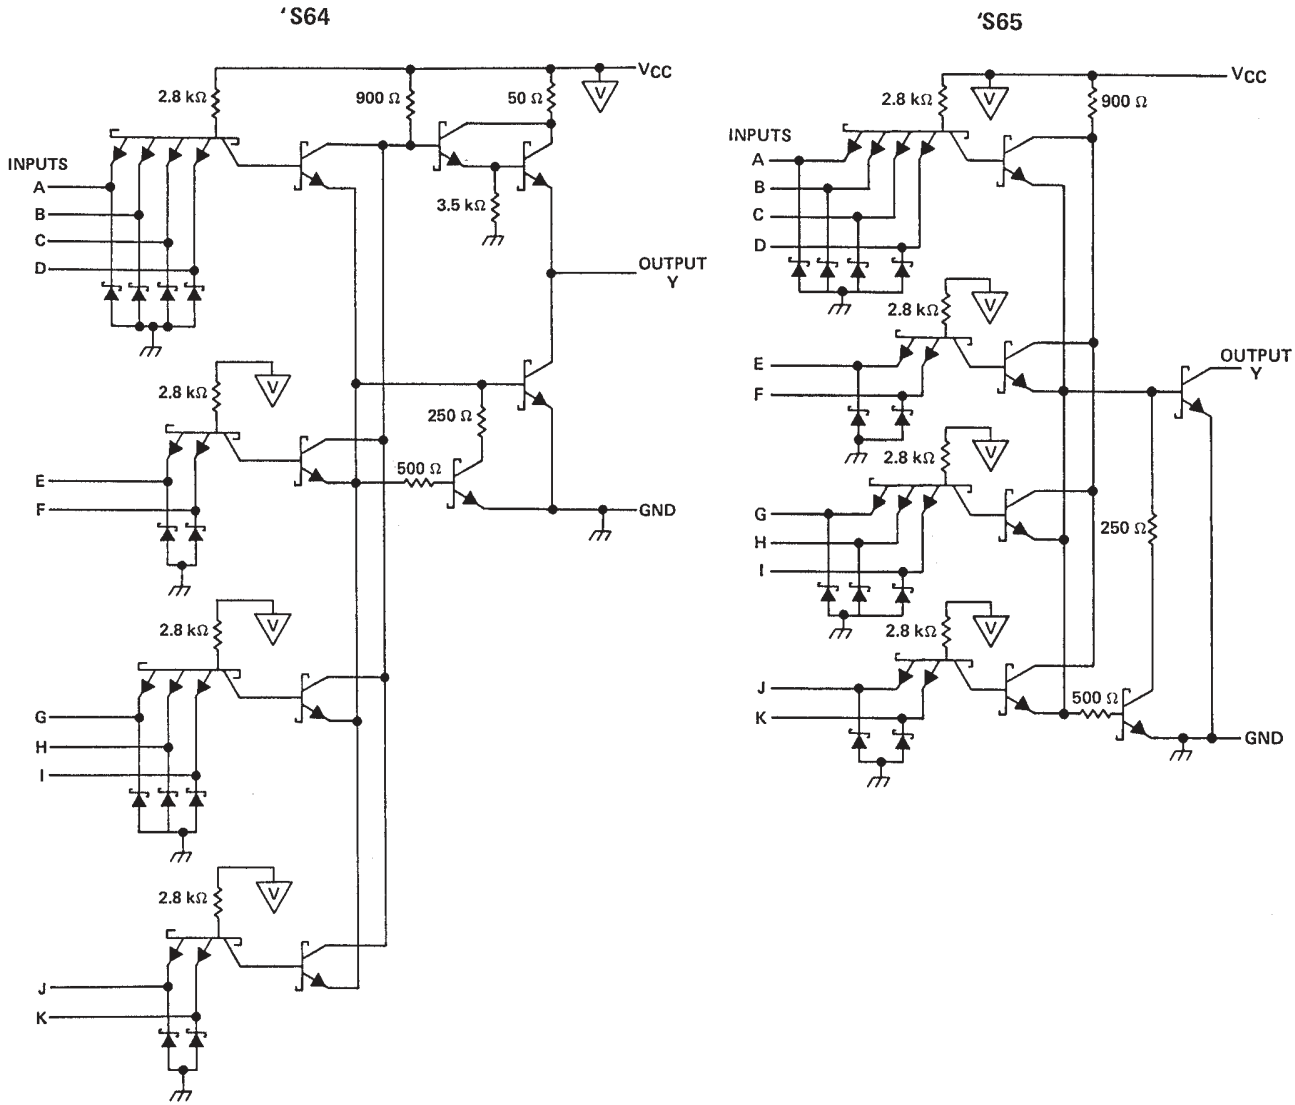 'S64
VCC
2.8 kΩ
900 Ω
50 Ω
V
INPUTS
A
B
C
D
3.5 kΩ
OUTPUT
Y
2.8 kΩ
V
250 Ω
500 Ω
E
F
GND
2.8 kΩ
V
G
H
I
2.8 kΩ
V
J
K
'S65
VCC
2.8 kΩ
V
900 Ω
INPUTS
A
B
C
D
2.8 kΩ
V
E
F
OUTPUT
Y
2.8 kΩ
V
G
H
I
250 Ω
2.8 kΩ
V
J
K
500 Ω
GND